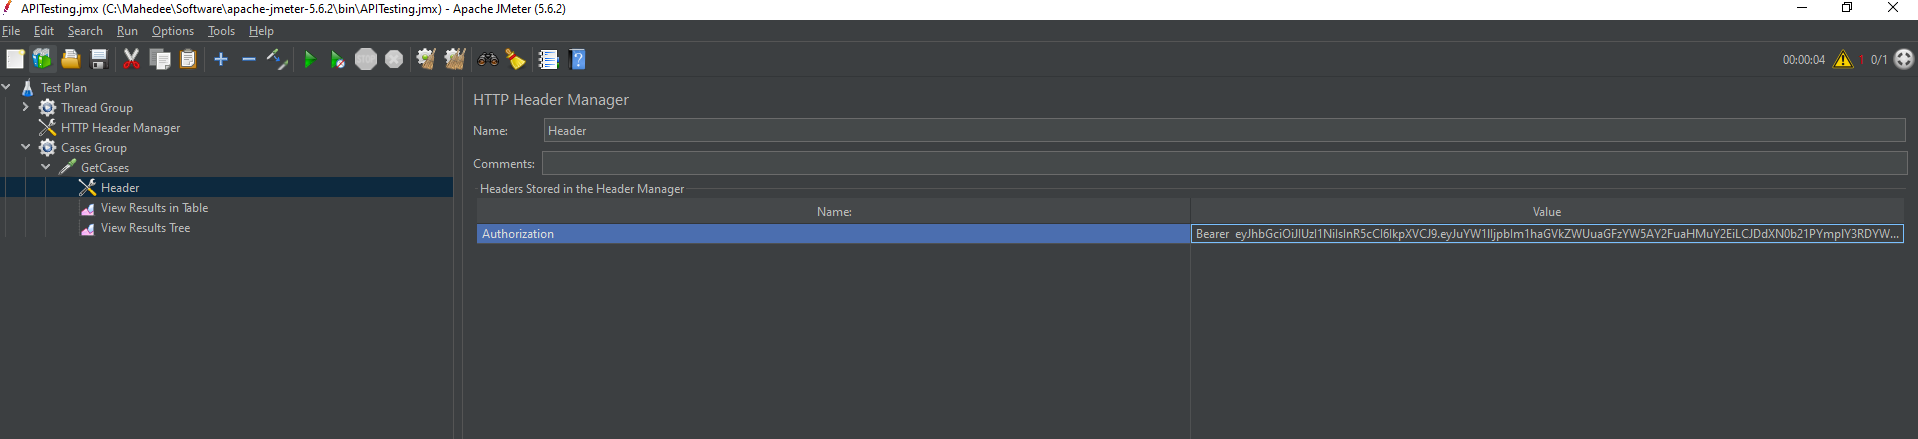 APITesting.jmx (C:\Mahedee\Software\apache-jmeter-5.6.2\bin\APITesting.jmx) - Apache JMeter (5.6.2)
File Edit Search Run Options Tools Help
00:00:04 1 0/1
Test Plan
Thread Group
HTTP Header Manager
Cases Group
GetCases
Header
View Results in Table
View Results Tree
HTTP Header Manager
Name: Header
Comments:
Headers Stored in the Header Manager
Name: Value
Authorization Bearer